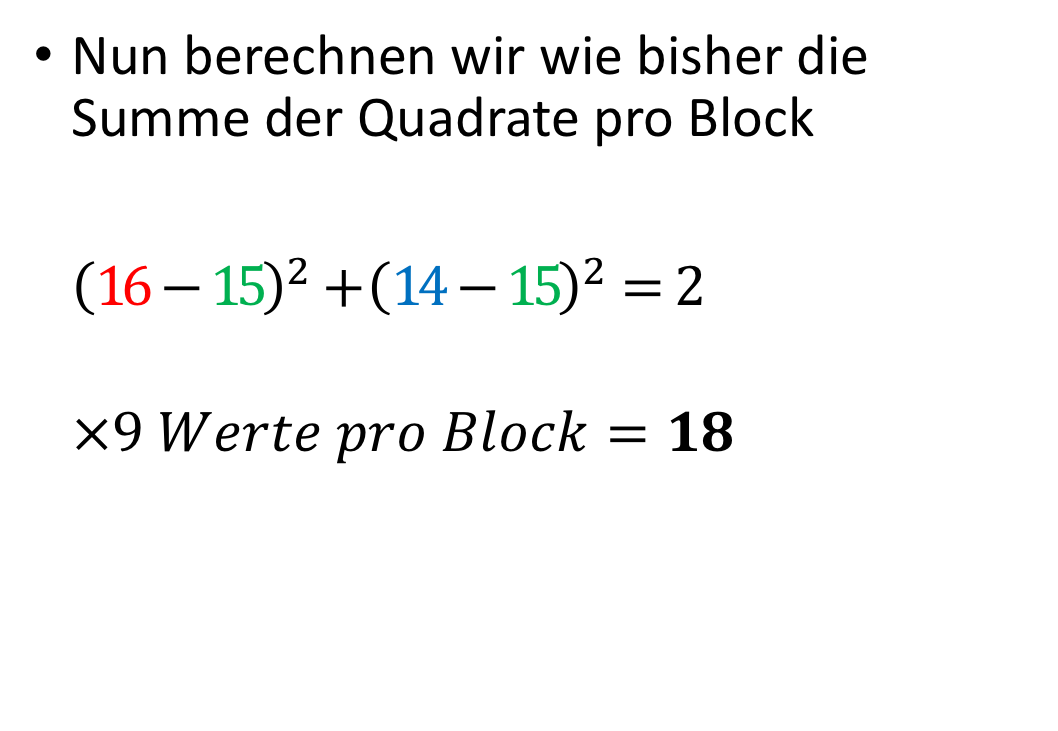 • Nun berechnen wir wie bisher die
Summe der Quadrate pro Block
(16 − 15)² + (14 − 15)² = 2
×9 Werte pro Block = 18